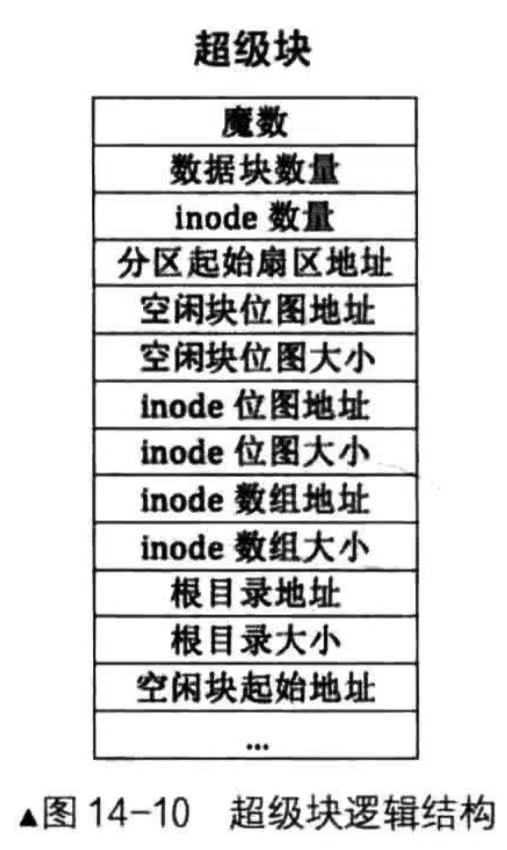 超级块
魔数
数据块数量
inode 数量
分区起始扇区地址
空闲块位图地址
空闲块位图大小
inode 位图地址
inode 位图大小
inode 数组地址
inode 数组大小
根目录地址
根目录大小
空闲块起始地址
...
▲图 14-10 超级块逻辑结构